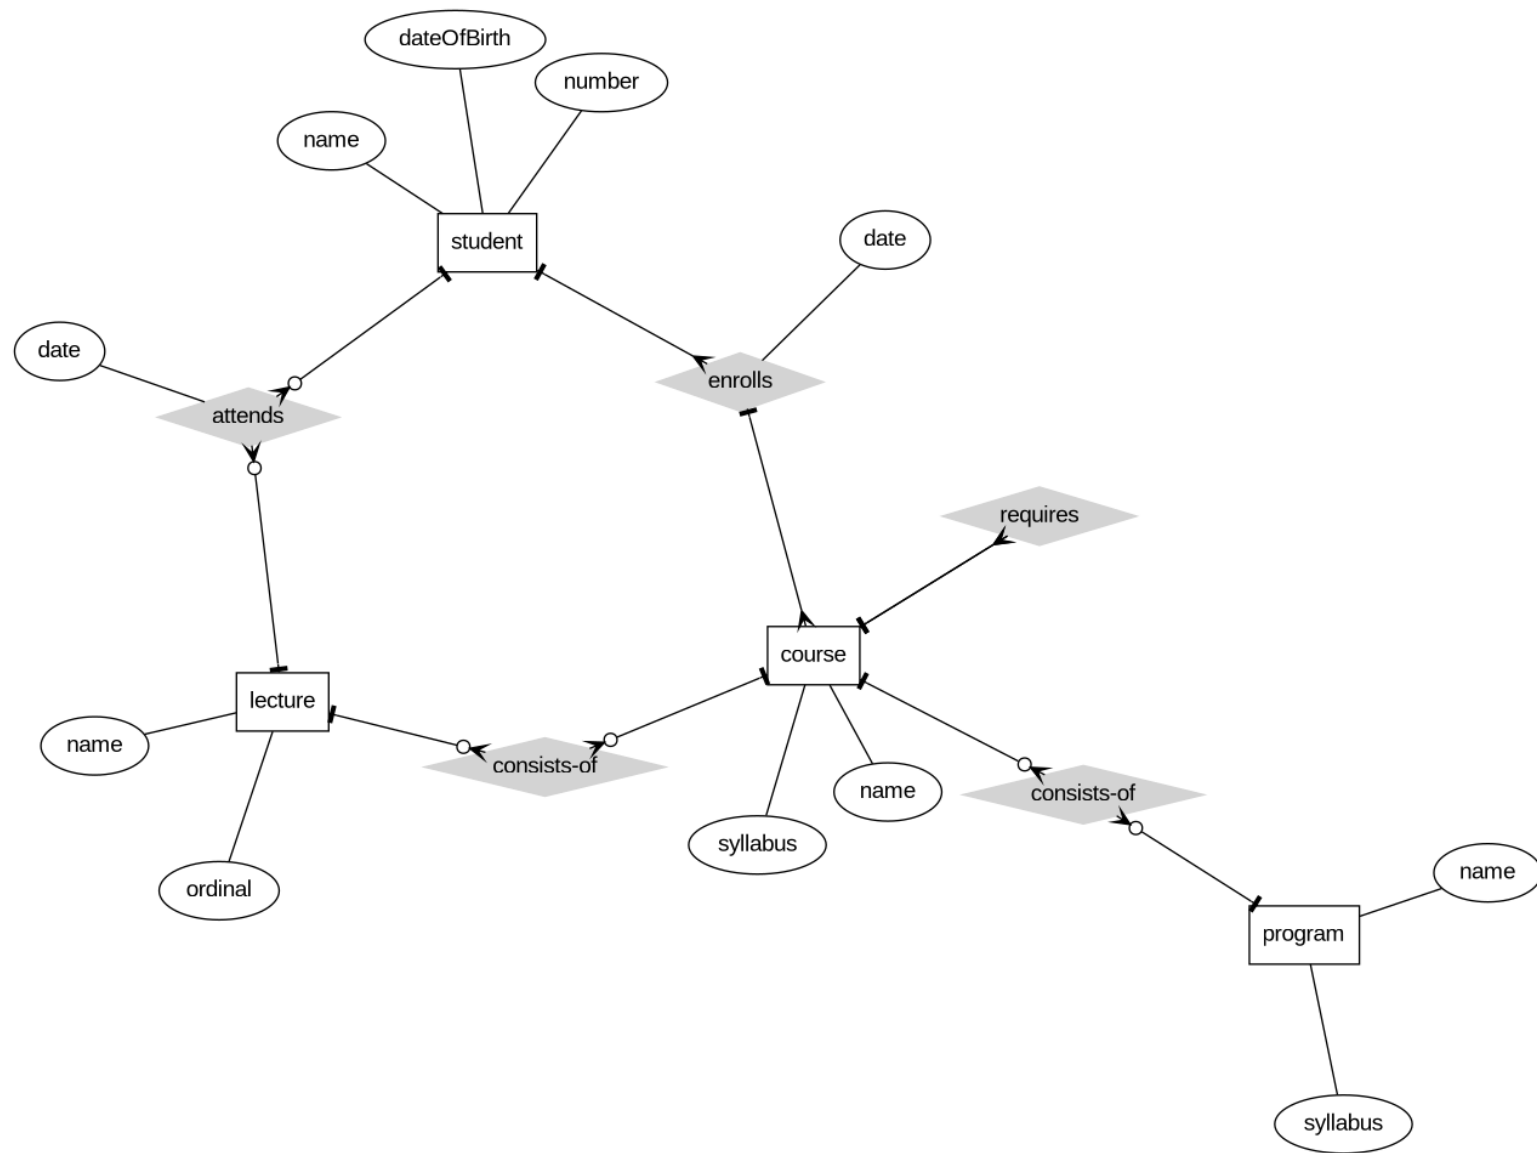 dateOfBirth
number
name
student
date
date
enrolls
attends
requires
course
lecture
name
consists-of
name
consists-of
syllabus
name
ordinal
program
syllabus